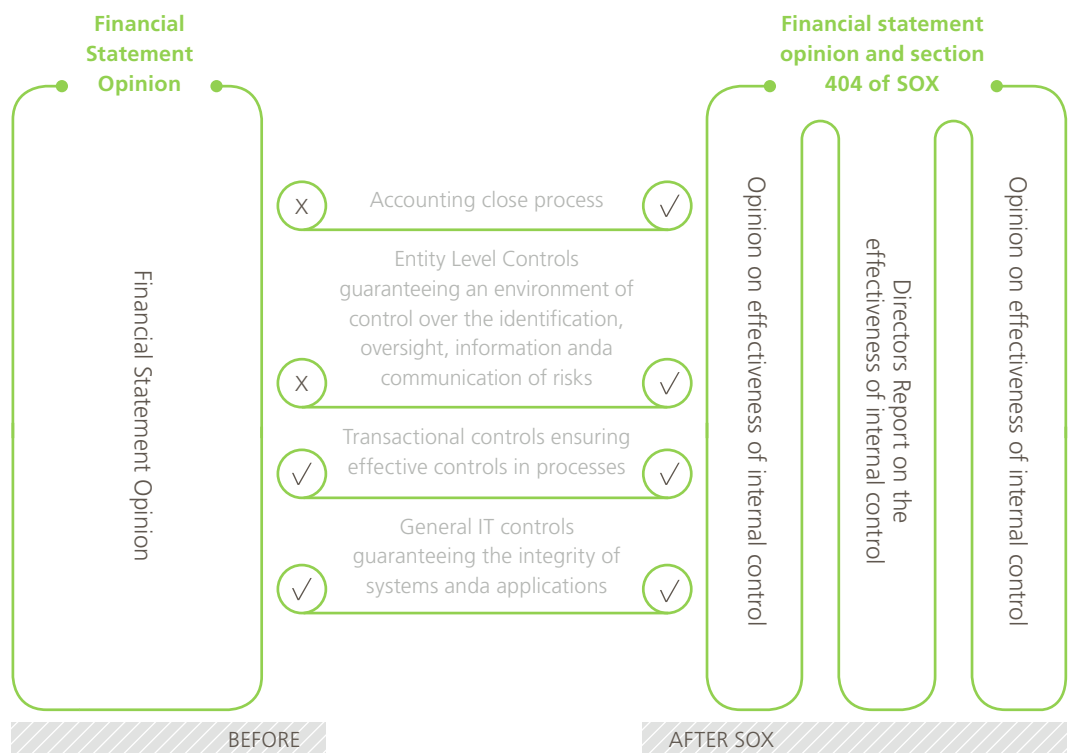 Financial
Statement
Opinion
Financial Statement Opinion
BEFORE
X
Accounting close process
✓
Entity Level Controls
guaranteeing an environment of
control over the identification,
oversight, information anda
communication of risks
X
✓
Transactional controls ensuring
effective controls in processes
✓
✓
General IT controls
guaranteeing the integrity of
systems anda applications
✓
✓
Financial statement
opinion and section
404 of SOX
Opinion on effectiveness of internal control
Directors Report on the
effectiveness of internal control
Opinion on effectiveness of internal control
AFTER SOX